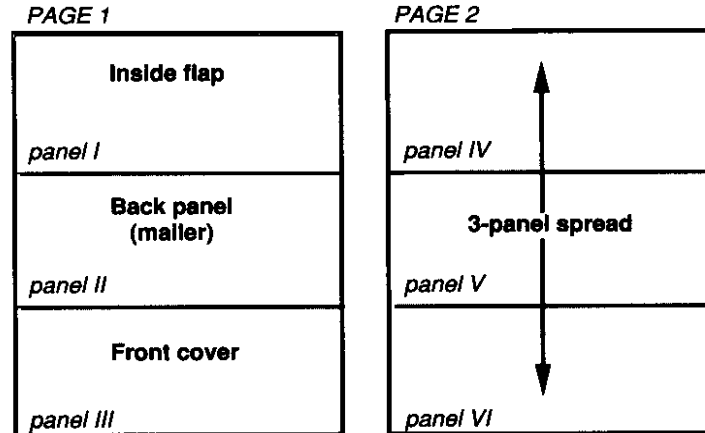 PAGE 1
Inside flap
panel I
Back panel
(mailer)
panel II
Front cover
panel III
PAGE 2
panel IV
3-panel spread
panel V
panel VI